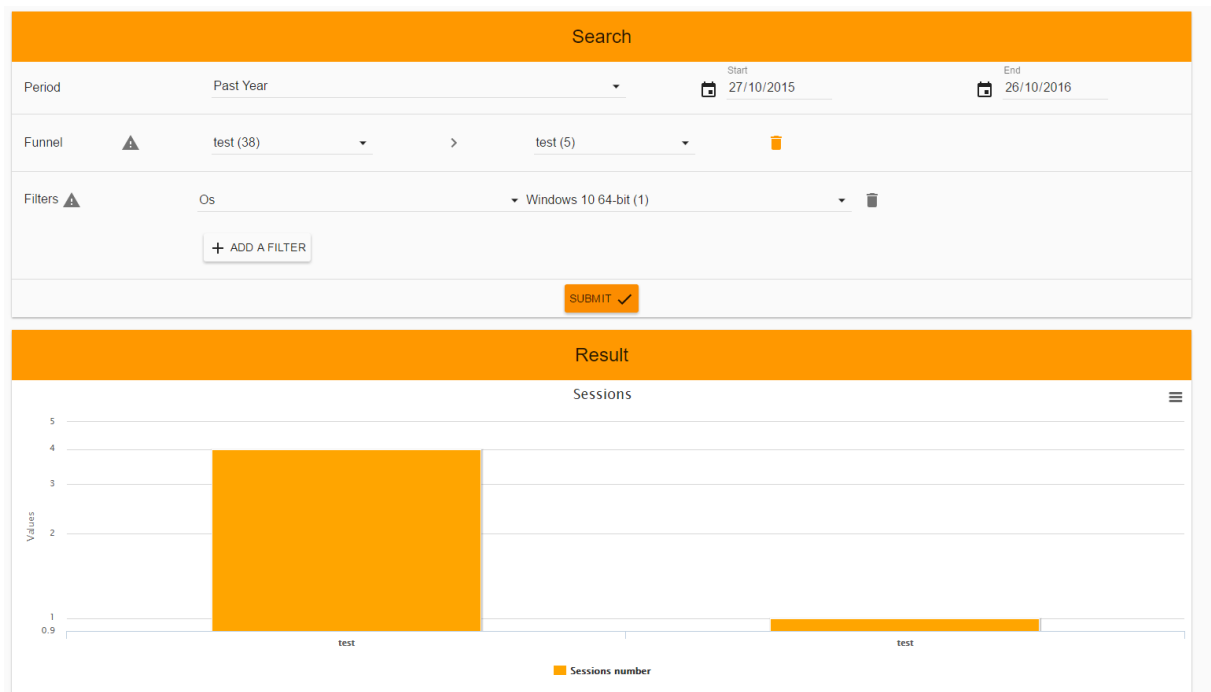 Search
Start End
Period Past Year 27/10/2015 26/10/2016
Funnel test (38) > test (5)
Filters Os Windows 10 64-bit (1)
+ ADD A FILTER
SUBMIT
Result
Sessions
5
4
3
Values
2
1
0.9
test test
Sessions number